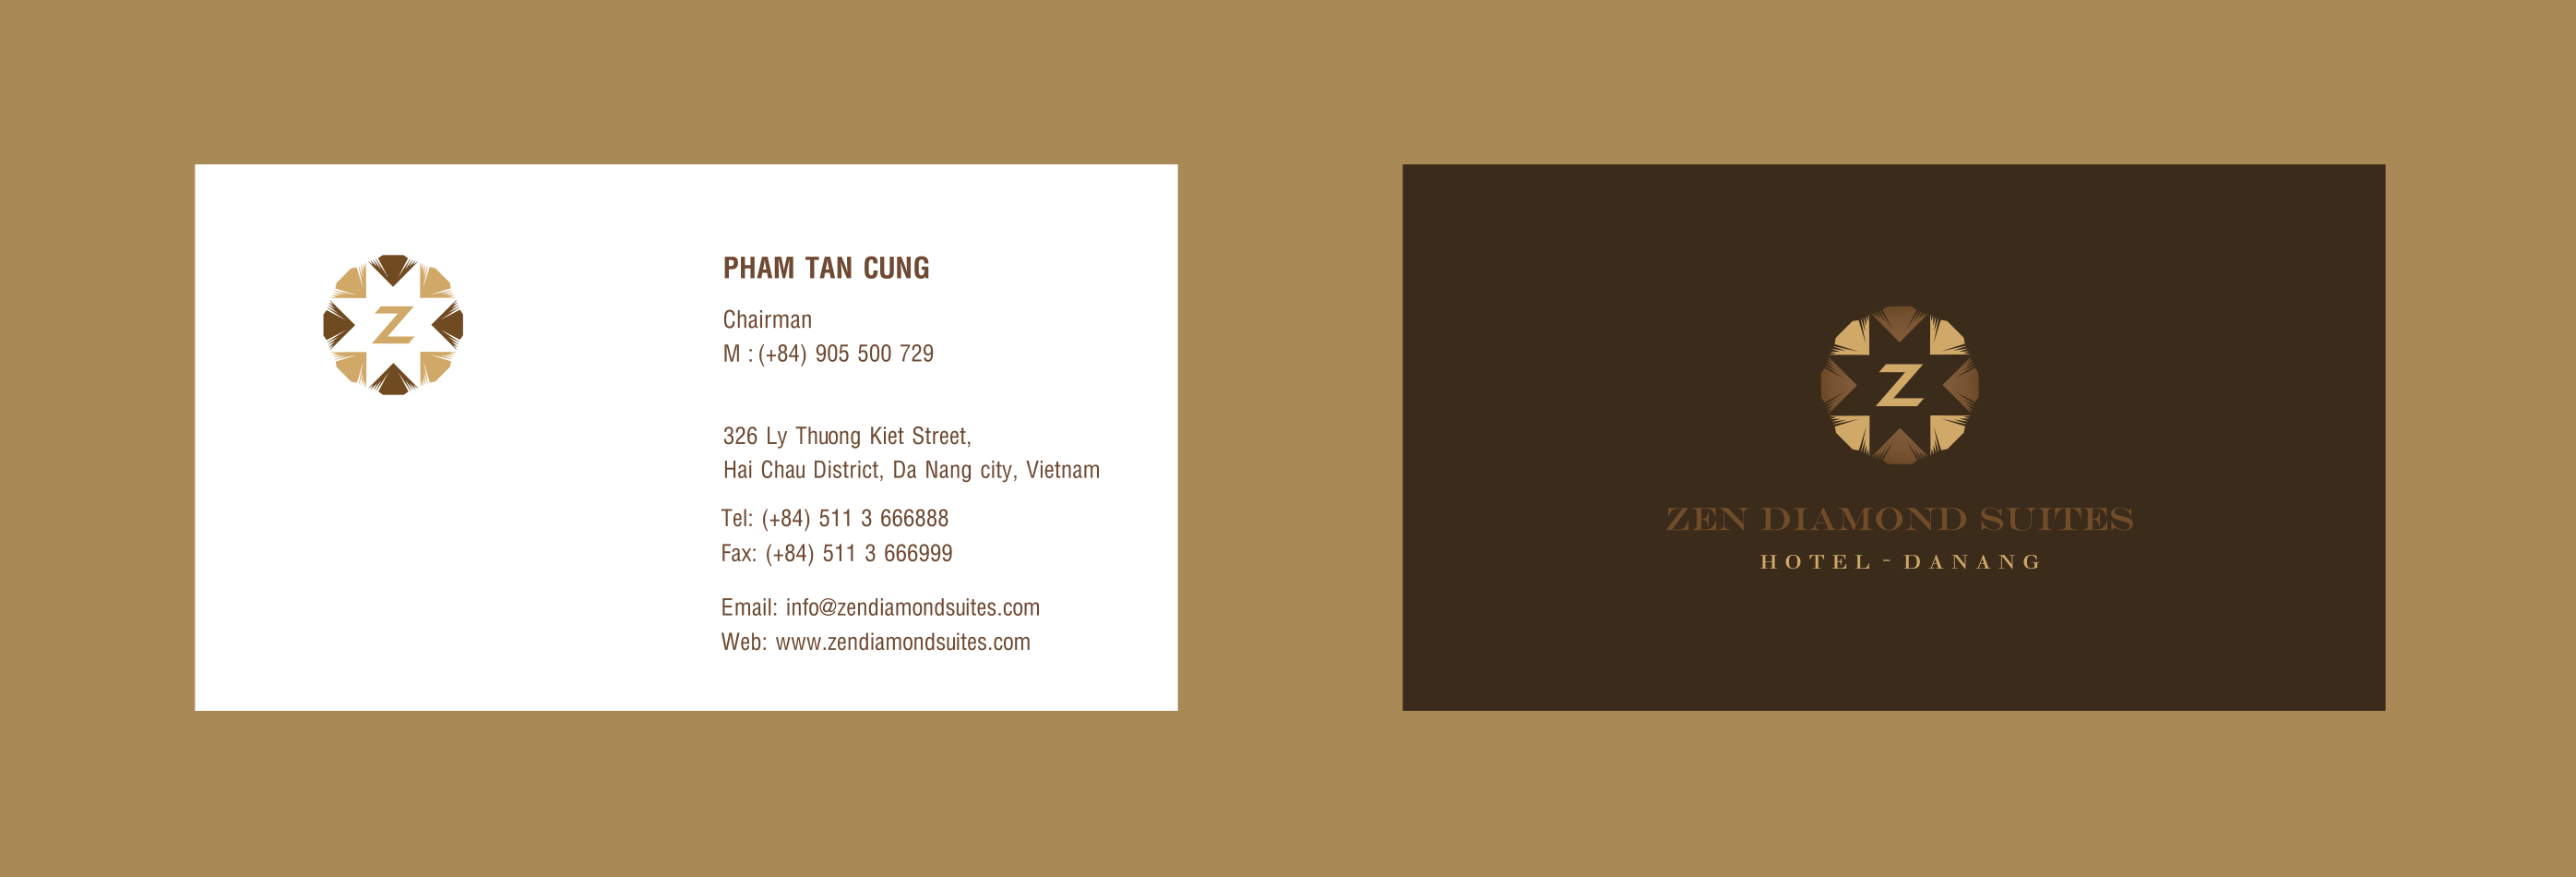 Z
PHAM TAN CUNG
Chairman
M : (+84) 905 500 729
326 Ly Thuong Kiet Street,
Hai Chau District, Da Nang city, Vietnam
Tel: (+84) 511 3 666888
Fax: (+84) 511 3 666999
Email: info@zendiamondsuites.com
Web: www.zendiamondsuites.com
Z
ZEN DIAMOND SUITES
HOTEL - DANANG